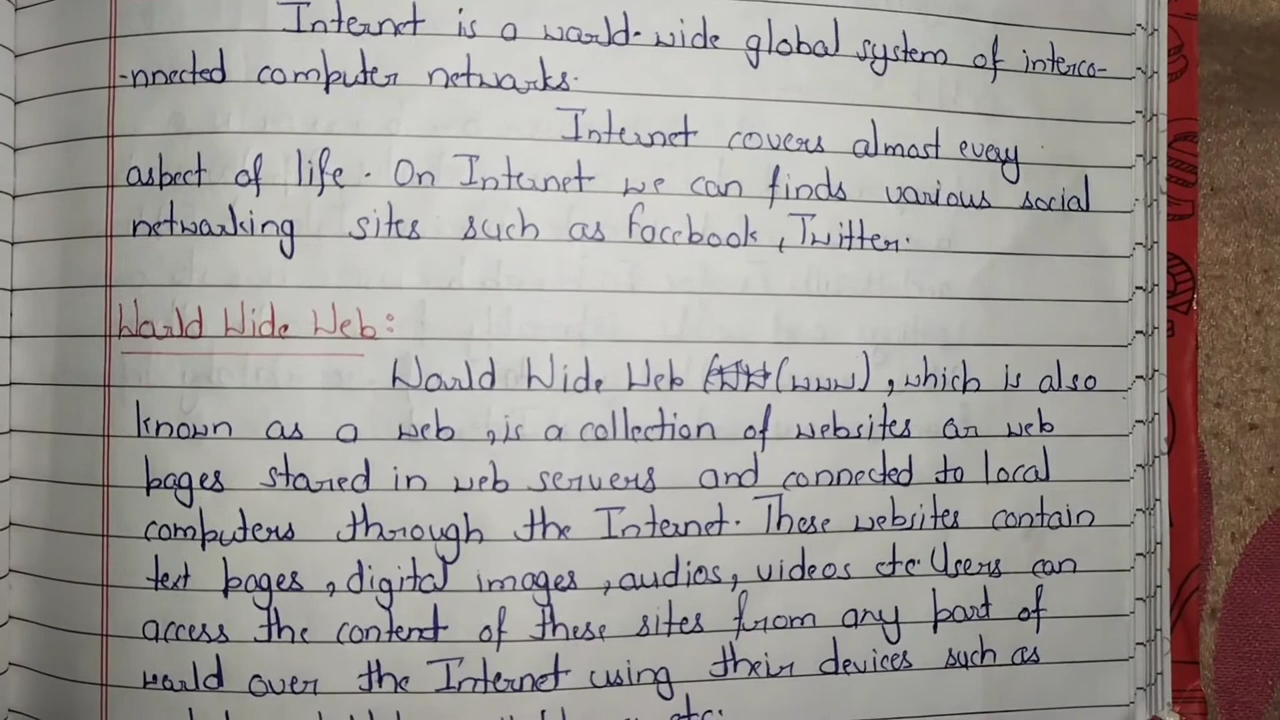 Internet is a world-wide global system of interco-
-nnected computer networks.
Internet covers almost every
aspect of life. On Internet we can finds various social
networking sites such as facebook, Twitter.
World Wide Web:
World Wide Web (www), which is also
known as a web, is a collection of websites or web
pages stored in web servers and connected to local
computers through the Internet. These websites contain
text pages, digital images, audios, videos etc. Users can
access the content of these sites from any part of
world over the Internet using their devices such as
etc.